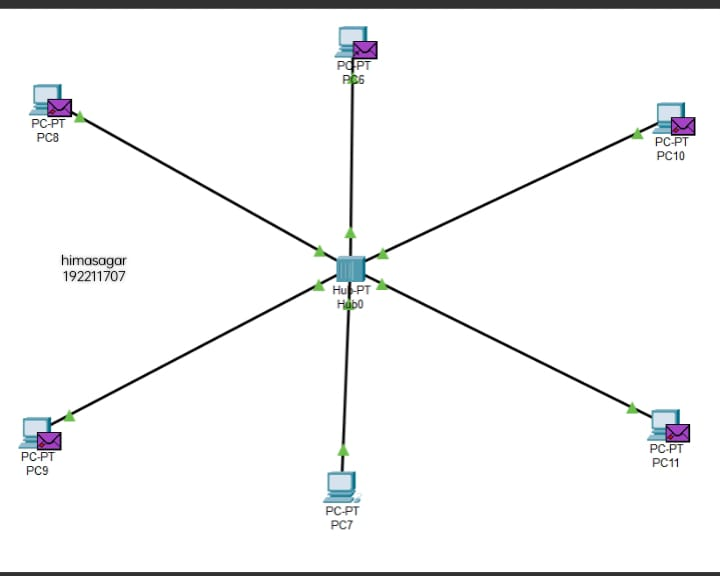 PC-PT
PC6
PC-PT
PC8
PC-PT
PC10
himasagar
192211707
Hub-PT
Hub0
PC-PT
PC9
PC-PT
PC7
PC-PT
PC11